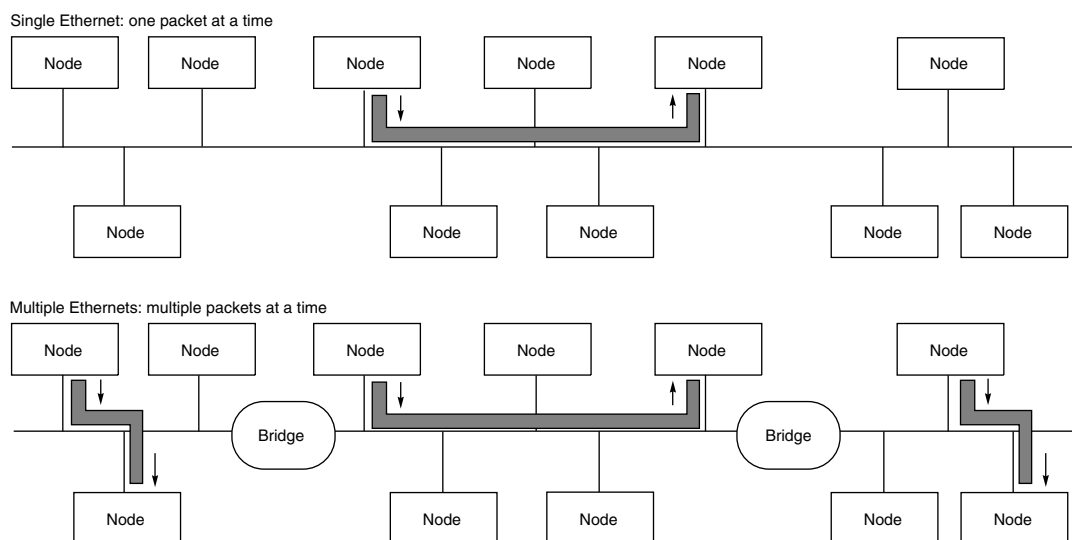 Single Ethernet: one packet at a time
Node Node Node Node Node Node
Node Node Node Node Node
Multiple Ethernets: multiple packets at a time
Node Node Node Node Node Node
Bridge Bridge
Node Node Node Node Node